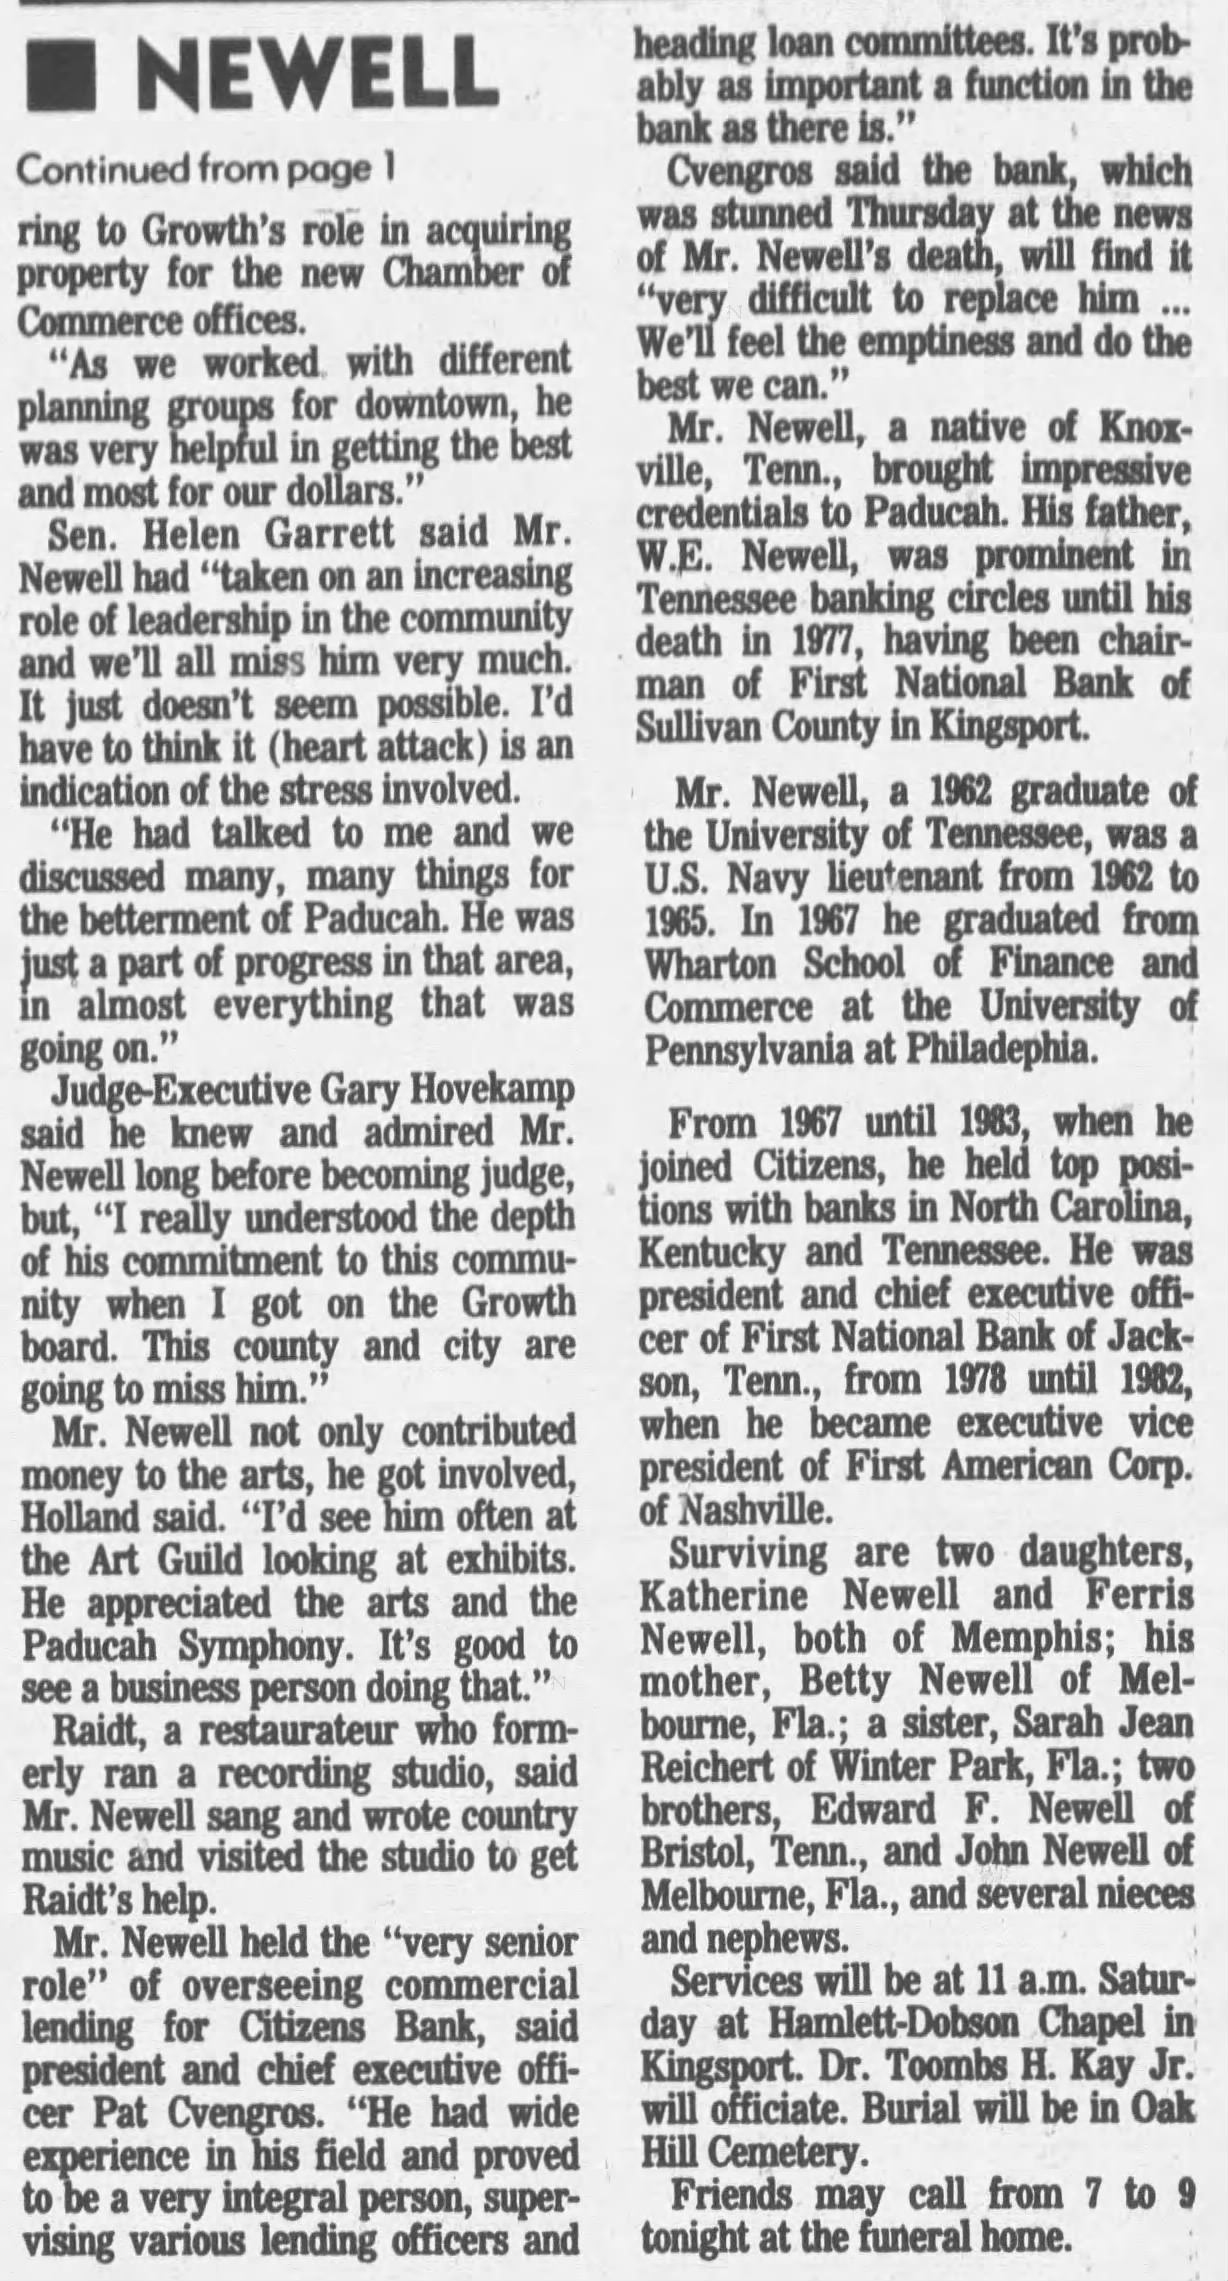 ■ NEWELL
Continued from page 1
ring to Growth's role in acquiring
property for the new Chamber of
Commerce offices.
"As we worked with different
planning groups for downtown, he
was very helpful in getting the best
and most for our dollars."
Sen. Helen Garrett said Mr.
Newell had "taken on an increasing
role of leadership in the community
and we'll all miss him very much.
It just doesn't seem possible. I'd
have to think it (heart attack) is an
indication of the stress involved.
"He had talked to me and we
discussed many, many things for
the betterment of Paducah. He was
just a part of progress in that area,
in almost everything that was
going on."
Judge-Executive Gary Hovekamp
said he knew and admired Mr.
Newell long before becoming judge,
but, "I really understood the depth
of his commitment to this commu-
nity when I got on the Growth
board. This county and city are
going to miss him."
Mr. Newell not only contributed
money to the arts, he got involved,
Holland said. "I'd see him often at
the Art Guild looking at exhibits.
He appreciated the arts and the
Paducah Symphony. It's good to
see a business person doing that."
Raidt, a restaurateur who form-
erly ran a recording studio, said
Mr. Newell sang and wrote country
music and visited the studio to get
Raidt's help.
Mr. Newell held the "very senior
role" of overseeing commercial
lending for Citizens Bank, said
president and chief executive offi-
cer Pat Cvengros. "He had wide
experience in his field and proved
to be a very integral person, super-
vising various lending officers and
heading loan committees. It's prob-
ably as important a function in the
bank as there is."
Cvengros said the bank, which
was stunned Thursday at the news
of Mr. Newell's death, will find it
"very difficult to replace him ...
We'll feel the emptiness and do the
best we can."
Mr. Newell, a native of Knox-
ville, Tenn., brought impressive
credentials to Paducah. His father,
W.E. Newell, was prominent in
Tennessee banking circles until his
death in 1977, having been chair-
man of First National Bank of
Sullivan County in Kingsport.
Mr. Newell, a 1962 graduate of
the University of Tennessee, was a
U.S. Navy lieutenant from 1962 to
1965. In 1967 he graduated from
Wharton School of Finance and
Commerce at the University of
Pennsylvania at Philadephia.
From 1967 until 1983, when he
joined Citizens, he held top posi-
tions with banks in North Carolina,
Kentucky and Tennessee. He was
president and chief executive offi-
cer of First National Bank of Jack-
son, Tenn., from 1978 until 1982,
when he became executive vice
president of First American Corp.
of Nashville.
Surviving are two daughters,
Katherine Newell and Ferris
Newell, both of Memphis; his
mother, Betty Newell of Mel-
bourne, Fla.; a sister, Sarah Jean
Reichert of Winter Park, Fla.; two
brothers, Edward F. Newell of
Bristol, Tenn., and John Newell of
Melbourne, Fla., and several nieces
and nephews.
Services will be at 11 a.m. Satur-
day at Hamlett-Dobson Chapel in
Kingsport. Dr. Toombs H. Kay Jr.
will officiate. Burial will be in Oak
Hill Cemetery.
Friends may call from 7 to 9
tonight at the funeral home.